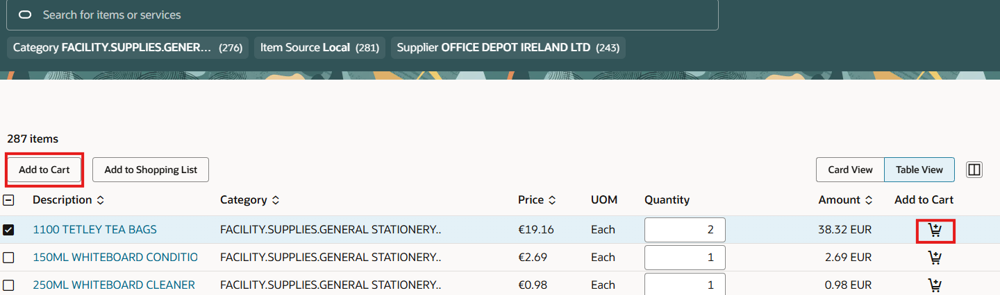 Search for items or services
Category FACILITY.SUPPLIES.GENER... (276) Item Source Local (281) Supplier OFFICE DEPOT IRELAND LTD (243)
287 items
Add to Cart Add to Shopping List Card View Table View
Description Category Price UOM Quantity Amount Add to Cart
1100 TETLEY TEA BAGS FACILITY.SUPPLIES.GENERAL STATIONERY.. €19.16 Each 2 38.32 EUR
150ML WHITEBOARD CONDITIO FACILITY.SUPPLIES.GENERAL STATIONERY.. €2.69 Each 1 2.69 EUR
250ML WHITEBOARD CLEANER FACILITY.SUPPLIES.GENERAL STATIONERY.. €0.98 Each 1 0.98 EUR